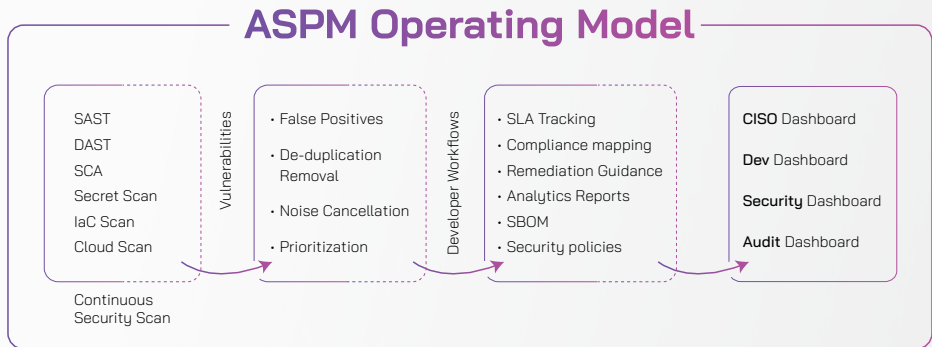 ASPM Operating Model
SAST
DAST
SCA
Secret Scan
IaC Scan
Cloud Scan
Continuous
Security Scan
Vulnerabilities
• False Positives
• De-duplication
Removal
• Noise Cancellation
• Prioritization
Developer Workflows
• SLA Tracking
• Compliance mapping
• Remediation Guidance
• Analytics Reports
• SBOM
• Security policies
CISO Dashboard
Dev Dashboard
Security Dashboard
Audit Dashboard